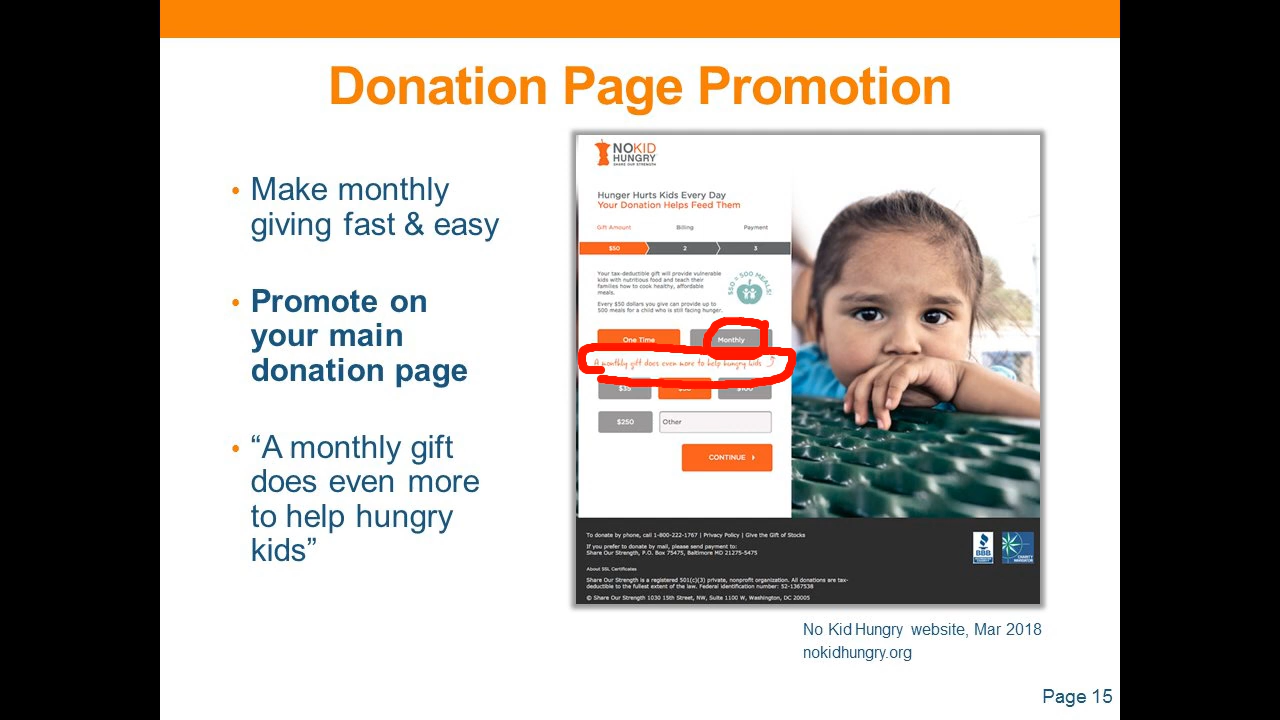 Donation Page Promotion
• Make monthly
giving fast & easy
• Promote on
your main
donation page
• “A monthly gift
does even more
to help hungry
kids”
NOKID
HUNGRY
SHARE OUR STRENGTH
Hunger Hurts Kids Every Day
Your Donation Helps Feed Them
Gift Amount Billing Payment
$50 2 3
Your tax-deductible gift will provide vulnerable
kids with nutritious food and teach their
families how to cook healthy, affordable
meals.
Every $50 dollars you give can provide up to
500 meals for a child who is still facing hunger.
$50 = 500 MEALS!
One Time Monthly
A monthly gift does even more to help hungry kids
$35 $100
$250 Other
CONTINUE
To donate by phone, call 1-800-222-1767 | Privacy Policy | Give the Gift of Stocks
If you prefer to donate by mail, please send payment to:
Share Our Strength, P.O. Box 75475, Baltimore MD 21275-5475
About SSL Certificates
Share Our Strength is a registered 501(c)(3) private, nonprofit organization. All donations are tax-
deductible to the fullest extent of the law. Federal identification number: 52-1367538
© Share Our Strength 1030 15th Street, NW, Suite 1100 W, Washington, DC 20005
BBB
CHARITY
NAVIGATOR
No Kid Hungry website, Mar 2018
nokidhungry.org
Page 15